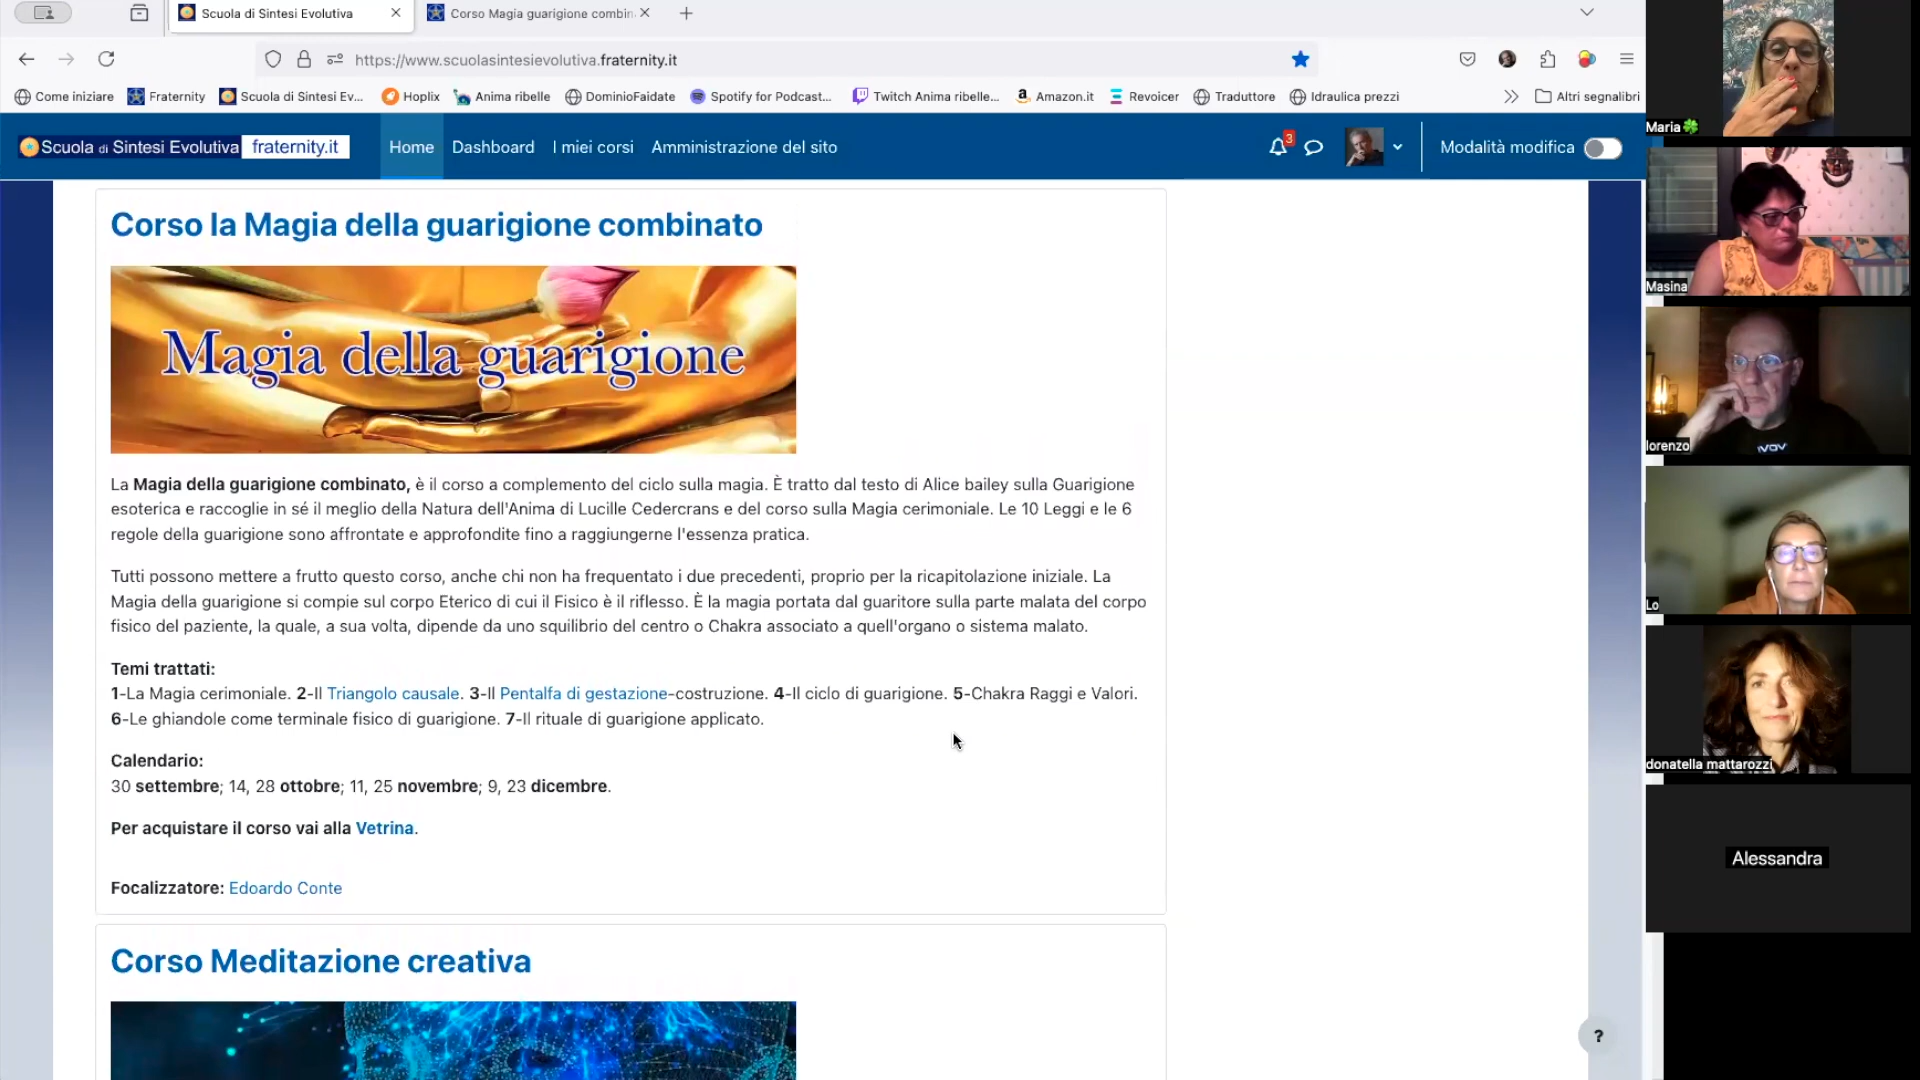 Scuola di Sintesi Evolutiva
Corso Magia guarigione combin
https://www.scuolasintesievolutiva.fraternity.it
Come iniziare
Fraternity
Scuola di Sintesi Ev...
Hoplix
Anima ribelle
DominioFaidate
Spotify for Podcast...
Twitch Anima ribelle...
Amazon.it
Revoicer
Traduttore
Idraulica prezzi
Altri segnalibri
Scuola di Sintesi Evolutiva fraternity.it
Home
Dashboard
I miei corsi
Amministrazione del sito
3
Modalità modifica
Corso la Magia della guarigione combinato
Magia della guarigione
La Magia della guarigione combinato, è il corso a complemento del ciclo sulla magia. È tratto dal testo di Alice bailey sulla Guarigione
esoterica e raccoglie in sé il meglio della Natura dell'Anima di Lucille Cedercrans e del corso sulla Magia cerimoniale. Le 10 Leggi e le 6
regole della guarigione sono affrontate e approfondite fino a raggiungerne l'essenza pratica.
Tutti possono mettere a frutto questo corso, anche chi non ha frequentato i due precedenti, proprio per la ricapitolazione iniziale. La
Magia della guarigione si compie sul corpo Eterico di cui il Fisico è il riflesso. È la magia portata dal guaritore sulla parte malata del corpo
fisico del paziente, la quale, a sua volta, dipende da uno squilibrio del centro o Chakra associato a quell'organo o sistema malato.
Temi trattati:
1-La Magia cerimoniale. 2-Il Triangolo causale. 3-Il Pentalfa di gestazione-costruzione. 4-Il ciclo di guarigione. 5-Chakra Raggi e Valori.
6-Le ghiandole come terminale fisico di guarigione. 7-Il rituale di guarigione applicato.
Calendario:
30 settembre; 14, 28 ottobre; 11, 25 novembre; 9, 23 dicembre.
Per acquistare il corso vai alla Vetrina.
Focalizzatore: Edoardo Conte
Corso Meditazione creativa
?
Maria
Masina
lorenzo
Lo
donatella mattarozzi
Alessandra